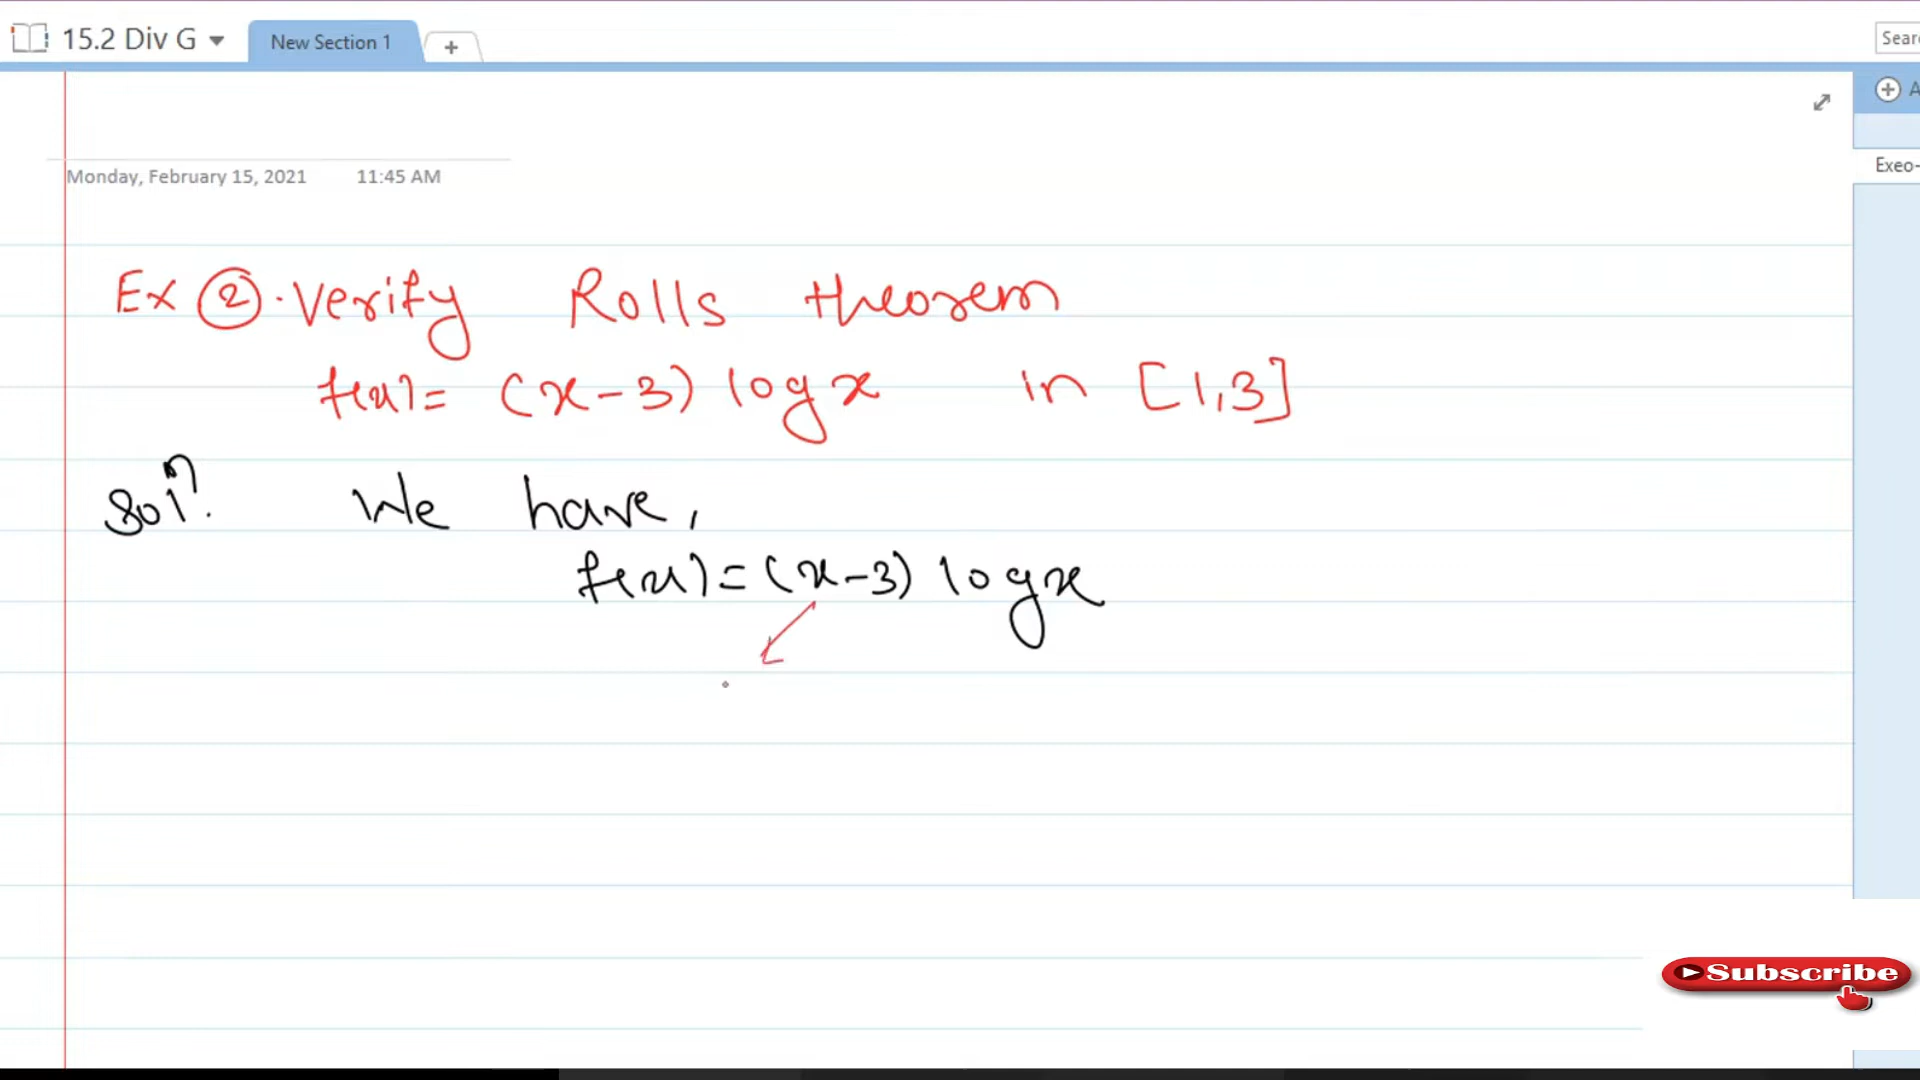 15.2 Div G
New Section 1
+
Sear
Monday, February 15, 2021 11:45 AM
Exeo-
Ex ②. Verify Rolls theorem
f(x) = (x-3) log x in [1,3]
Solⁿ. We have,
f(x) = (x-3) log x
Subscribe